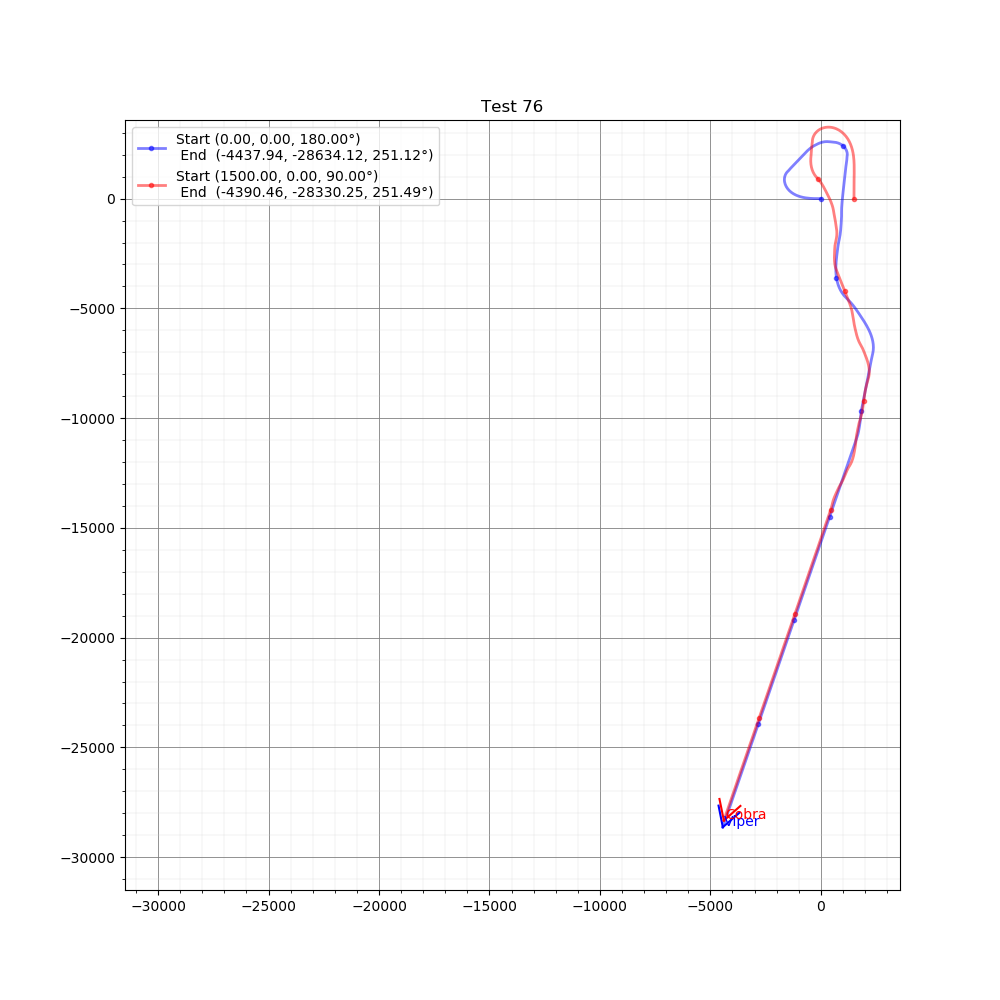 Test 76
Start (0.00, 0.00, 180.00°)
End (-4437.94, -28634.12, 251.12°)
Start (1500.00, 0.00, 90.00°)
End (-4390.46, -28330.25, 251.49°)
0
−5000
−10000
−15000
−20000
−25000
−30000
Cobra
Viper
−30000 −25000 −20000 −15000 −10000 −5000 0